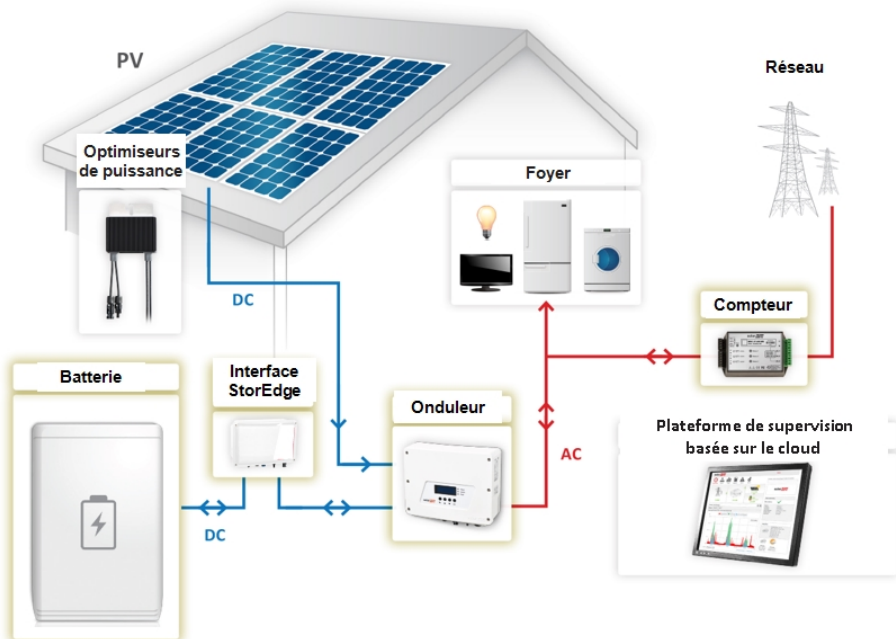 PV
Réseau
Optimiseurs
de puissance
Foyer
DC
Compteur
Batterie
Interface
StorEdge
Onduleur
Plateforme de supervision
basée sur le cloud
AC
DC